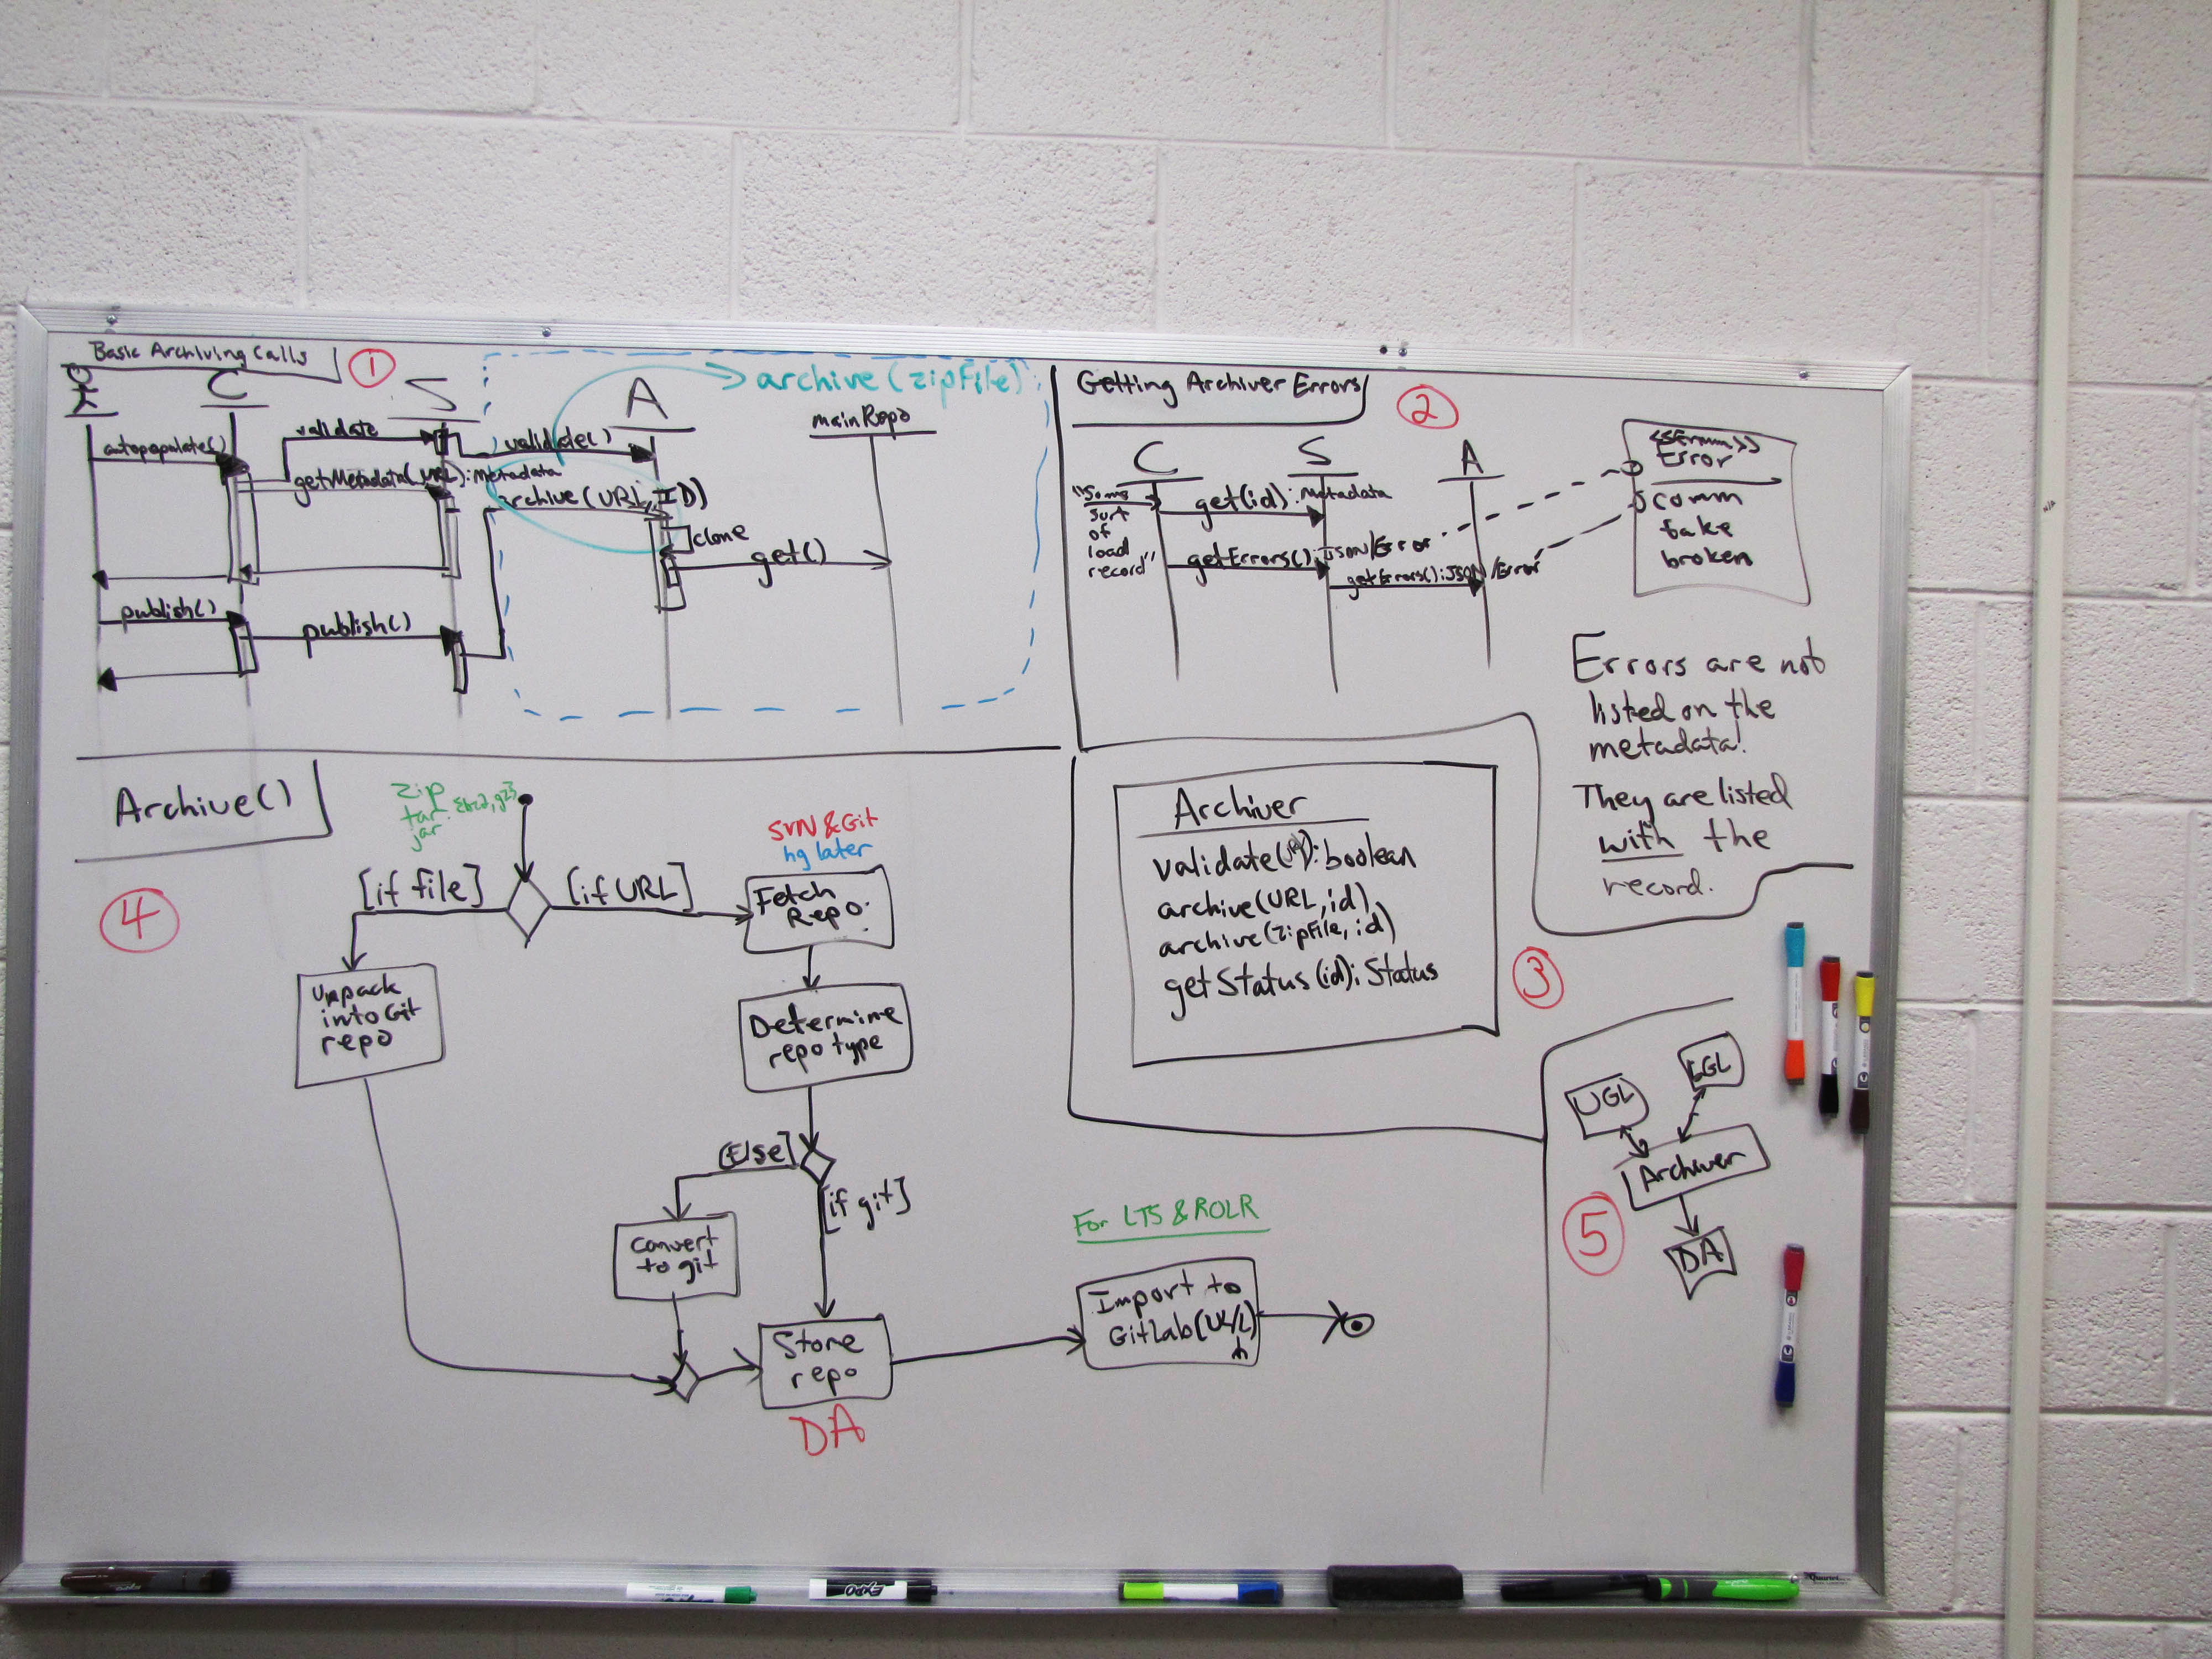 Basic Archiving Calls
①
C
S
A
mainRepo
archive(zipFile)
autopopulate()
validate
validate()
getMetadata(URL):Metadata
archive(URL, ID)
clone
get()
publish()
publish()
Getting Archiver Errors
②
C
S
A
"Some
sort
of
load
record"
get(id): Metadata
getErrors():JSON/Error
getErrors():JSON/Error
<<Enum>>
Error
comm
fake
broken
Errors are not
listed on the
metadata!
They are listed
with the
record.
Archiver
validate():boolean
archive(URL, id)
archive(zipFile, id)
getStatus(id): Status
③
Archive()
④
zip
tar.{bz2,gz}
jar
[if file]
[if URL]
SVN & Git
hg later
Fetch
Repo:
Unpack
into Git
repo
Determine
repo type
[Else]
[if git]
Convert
to git
Store
repo
DA
For LTS & ROLR
Import to
GitLab
⑤
UGL
LGL
Archiver
DA
EXPO
Quartet